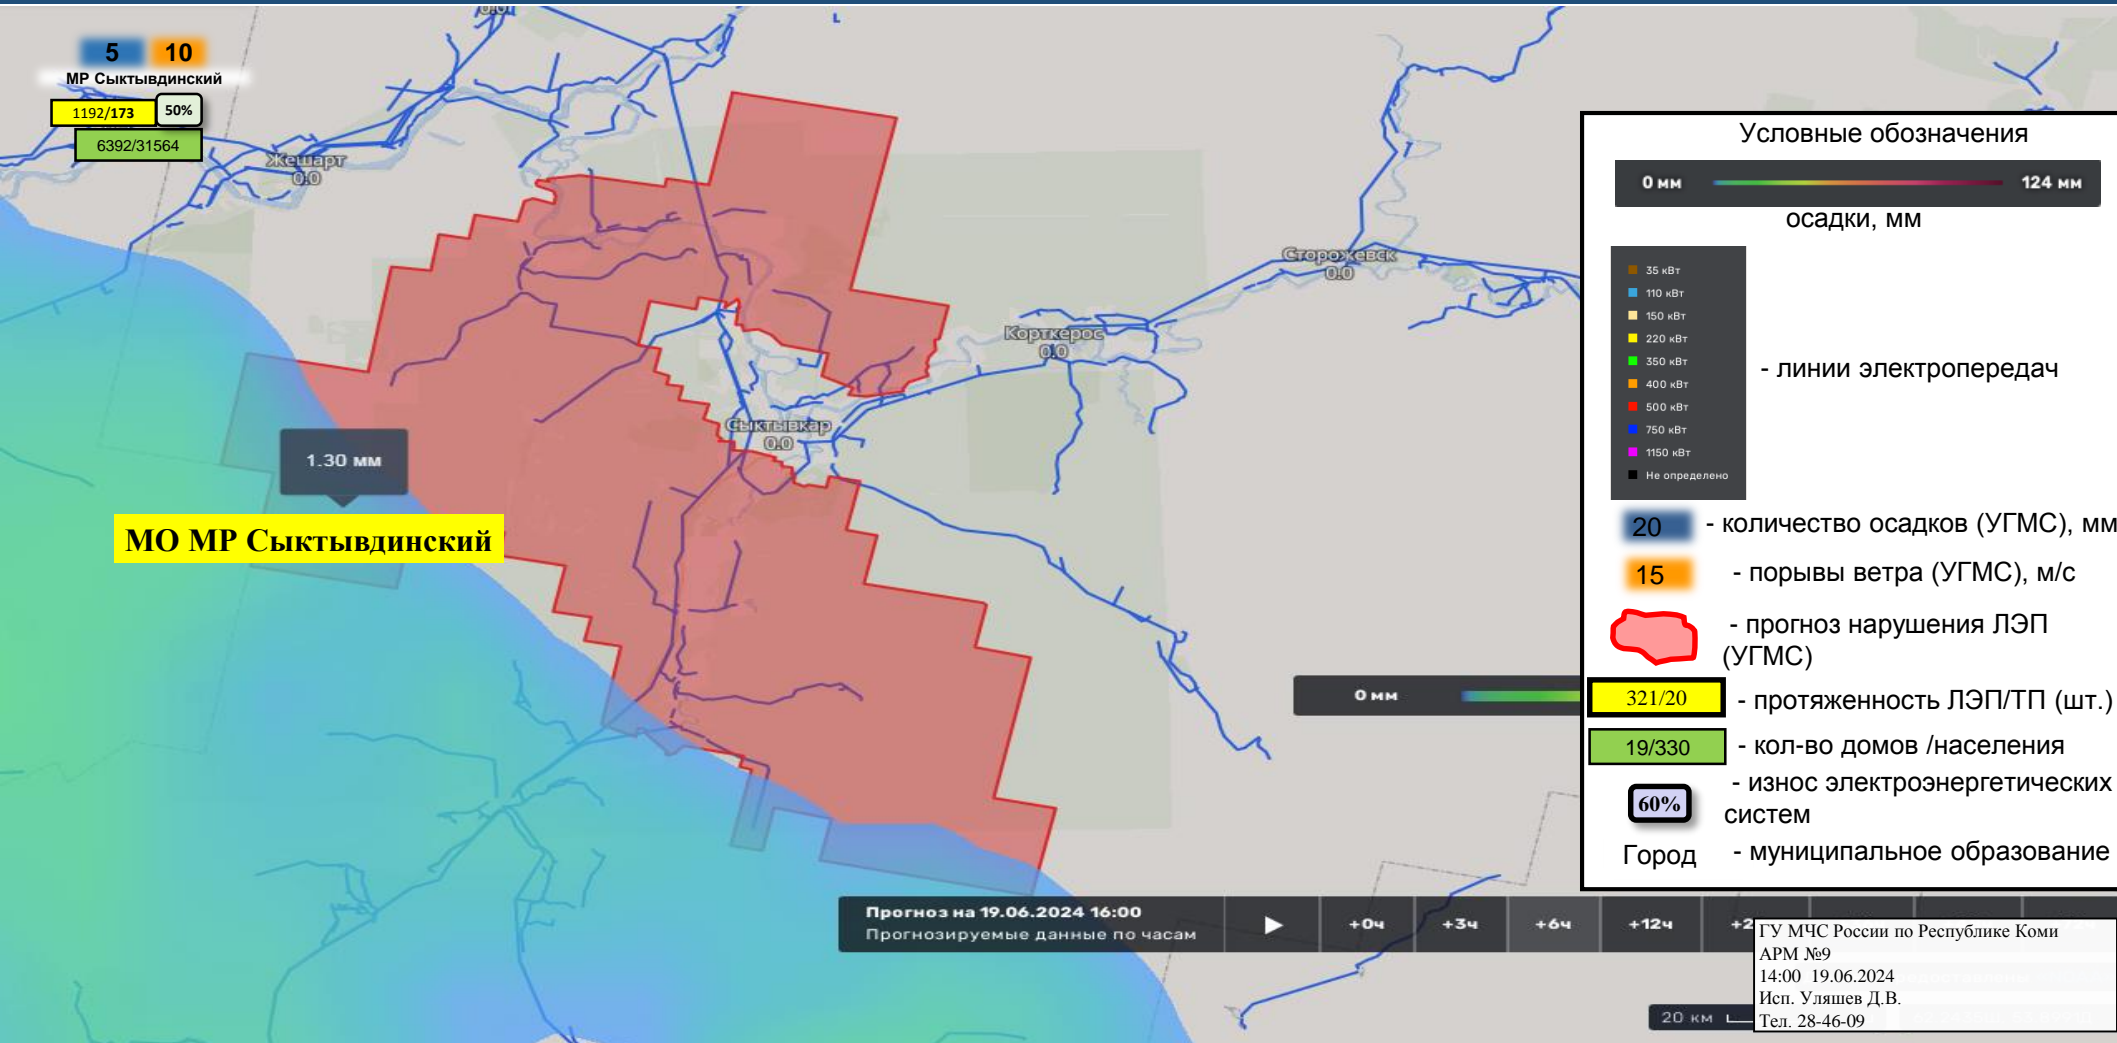 0.0
5 10
МР Сыктывдинский
1192/173 50%
6392/31564
Жешарт
0.0
Сторожевск
0.0
Корткерос
0.0
Сыктывкар
0.0
1.30 мм
МО МР Сыктывдинский
0 мм
Условные обозначения
0 мм 124 мм
осадки, мм
35 кВт
110 кВт
150 кВт
220 кВт
350 кВт
400 кВт
500 кВт
750 кВт
1150 кВт
Не определено
- линии электропередач
20 - количество осадков (УГМС), мм
15 - порывы ветра (УГМС), м/с
- прогноз нарушения ЛЭП
(УГМС)
321/20 - протяженность ЛЭП/ТП (шт.)
19/330 - кол-во домов /населения
- износ электроэнергетических
60% систем
Город - муниципальное образование
Прогноз на 19.06.2024 16:00
Прогнозируемые данные по часам
+0ч +3ч +6ч +12ч +2
ГУ МЧС России по Республике Коми
АРМ №9
14:00 19.06.2024
Исп. Уляшев Д.В.
Тел. 28-46-09
20 км